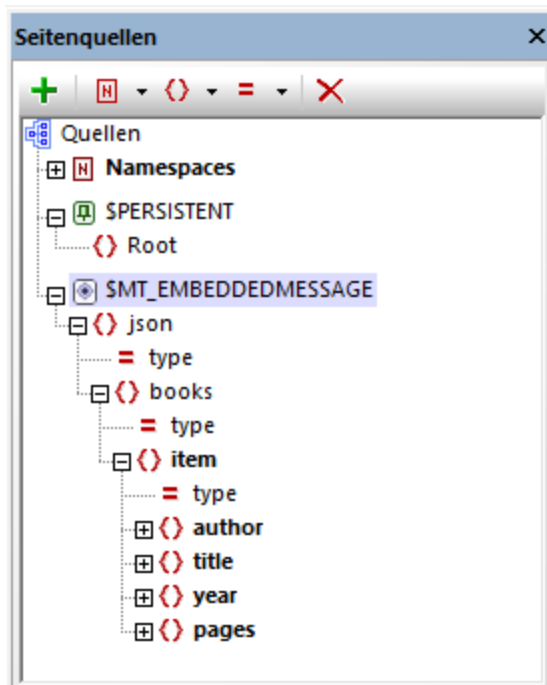 Seitenquellen
Quellen
Namespaces
$PERSISTENT
Root
$MT_EMBEDDEDMESSAGE
json
= type
books
= type
item
= type
author
title
year
pages